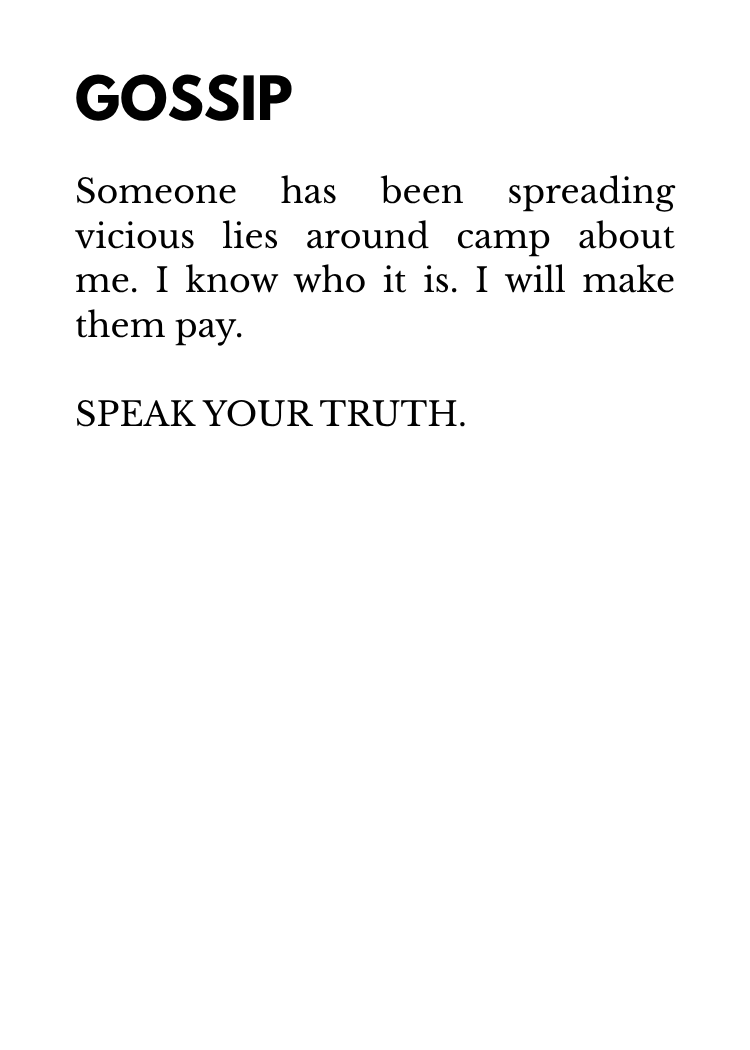 GOSSIP
Someone has been spreading
vicious lies around camp about
me. I know who it is. I will make
them pay.
SPEAK YOUR TRUTH.